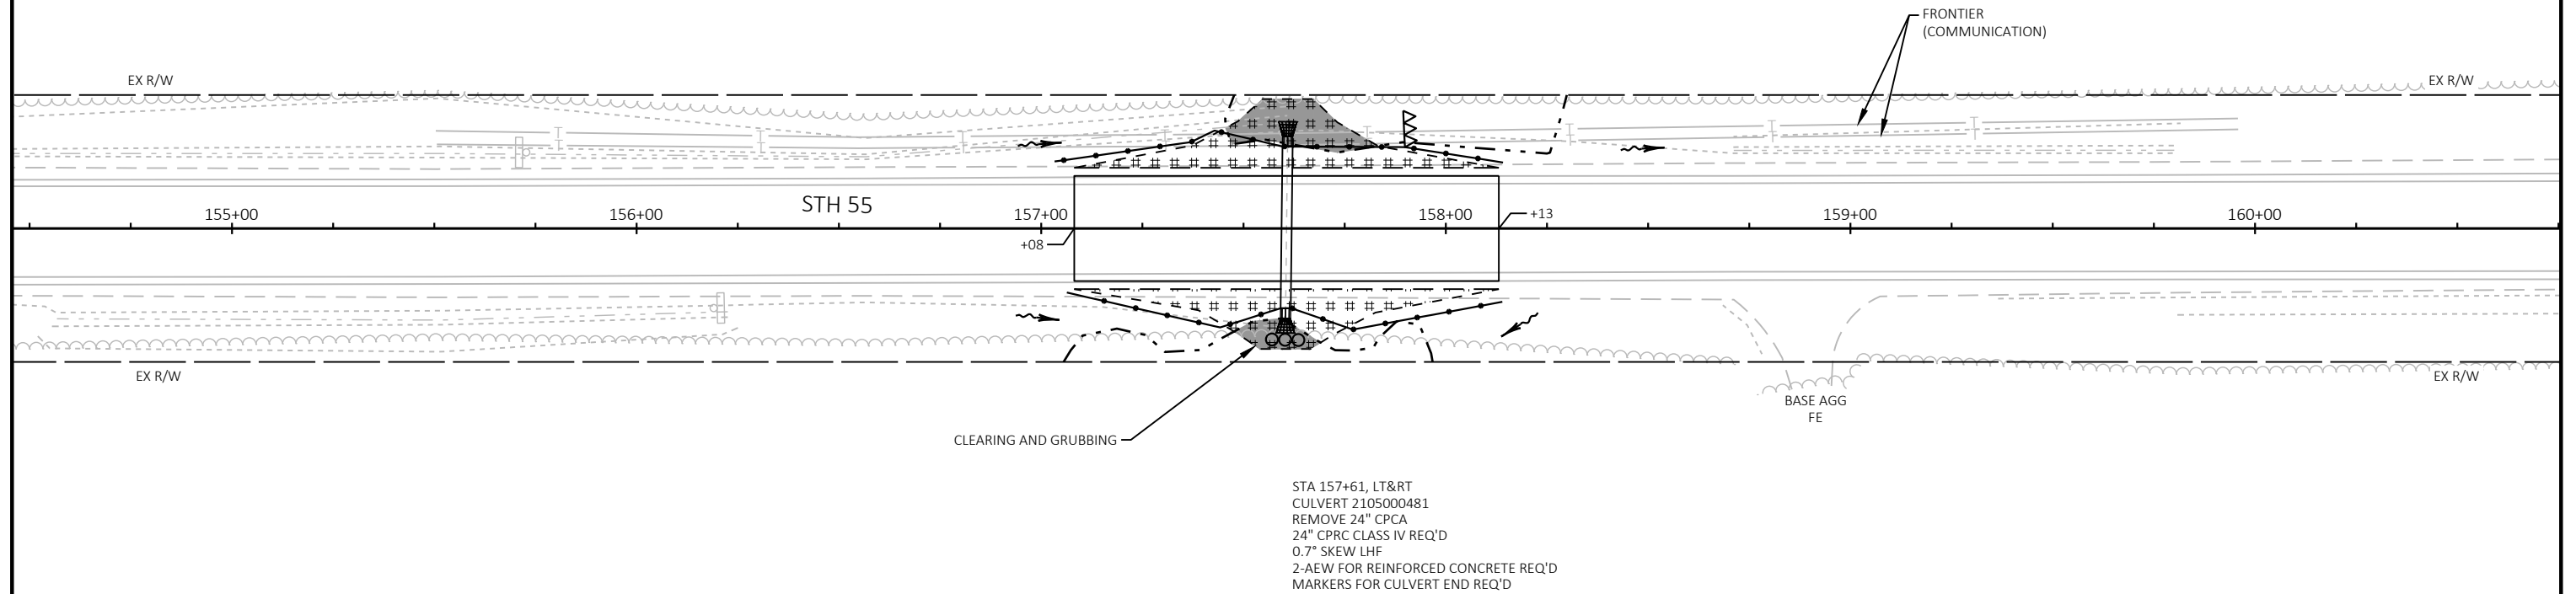 FRONTIER
(COMMUNICATION)
EX R/W
EX R/W
STH 55
155+00
156+00
157+00
158+00
159+00
160+00
+13
+08
EX R/W
EX R/W
BASE AGG
FE
CLEARING AND GRUBBING
STA 157+61, LT&RT
CULVERT 2105000481
REMOVE 24" CPCA
24" CPRC CLASS IV REQ'D
0.7° SKEW LHF
2-AEW FOR REINFORCED CONCRETE REQ'D
MARKERS FOR CULVERT END REQ'D